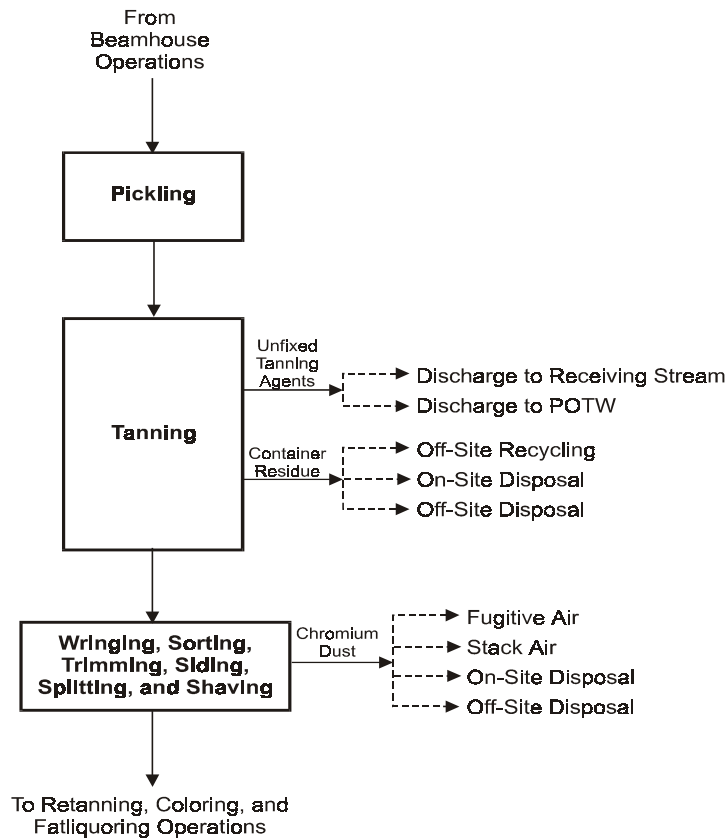 From
Beamhouse
Operations
Pickling
Unfixed
Tanning
Agents
Discharge to Receiving Stream
Discharge to POTW
Tanning
Container
Residue
Off-Site Recycling
On-Site Disposal
Off-Site Disposal
Wringing, Sorting,
Trimming, Siding,
Splitting, and Shaving
Chromium
Dust
Fugitive Air
Stack Air
On-Site Disposal
Off-Site Disposal
To Retanning, Coloring, and
Fatliquoring Operations